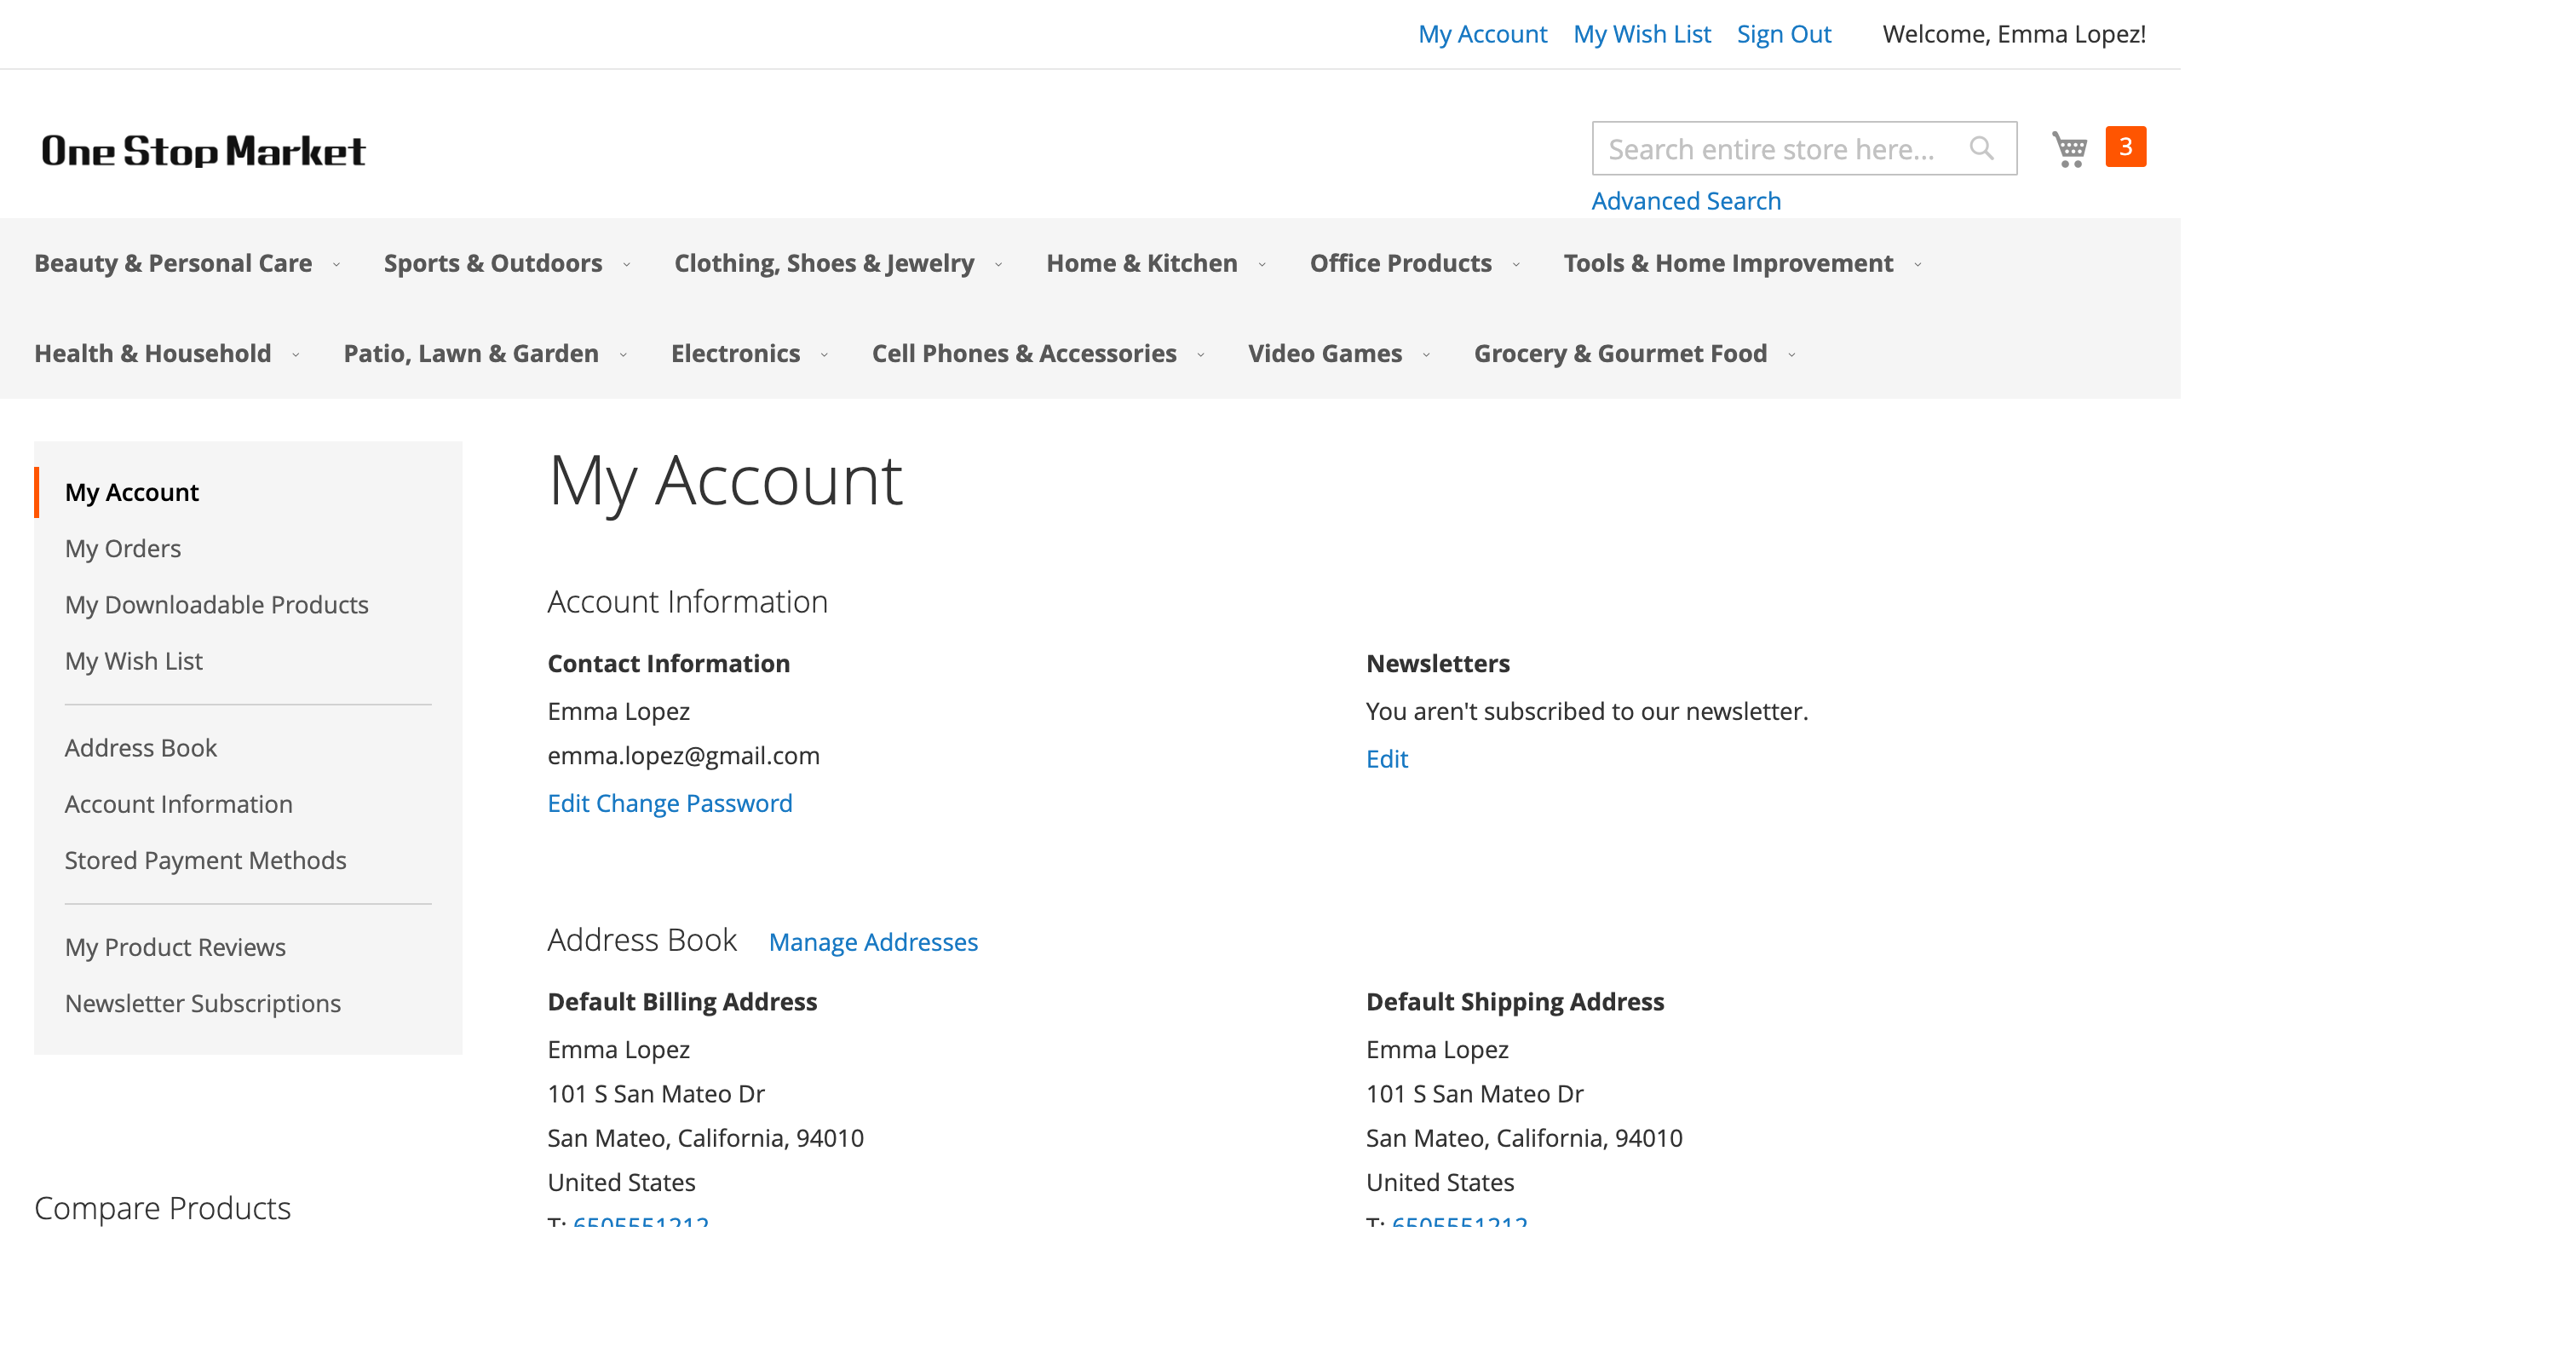 My Account My Wish List Sign Out Welcome, Emma Lopez!
One Stop Market
Search entire store here...
3
Advanced Search
Beauty & Personal Care Sports & Outdoors Clothing, Shoes & Jewelry Home & Kitchen Office Products Tools & Home Improvement
Health & Household Patio, Lawn & Garden Electronics Cell Phones & Accessories Video Games Grocery & Gourmet Food
My Account
My Orders
My Downloadable Products
My Wish List
Address Book
Account Information
Stored Payment Methods
My Product Reviews
Newsletter Subscriptions
Compare Products
My Account
Account Information
Contact Information
Emma Lopez
emma.lopez@gmail.com
Edit Change Password
Newsletters
You aren't subscribed to our newsletter.
Edit
Address Book Manage Addresses
Default Billing Address
Emma Lopez
101 S San Mateo Dr
San Mateo, California, 94010
United States
T: 6505551212
Default Shipping Address
Emma Lopez
101 S San Mateo Dr
San Mateo, California, 94010
United States
T: 6505551212